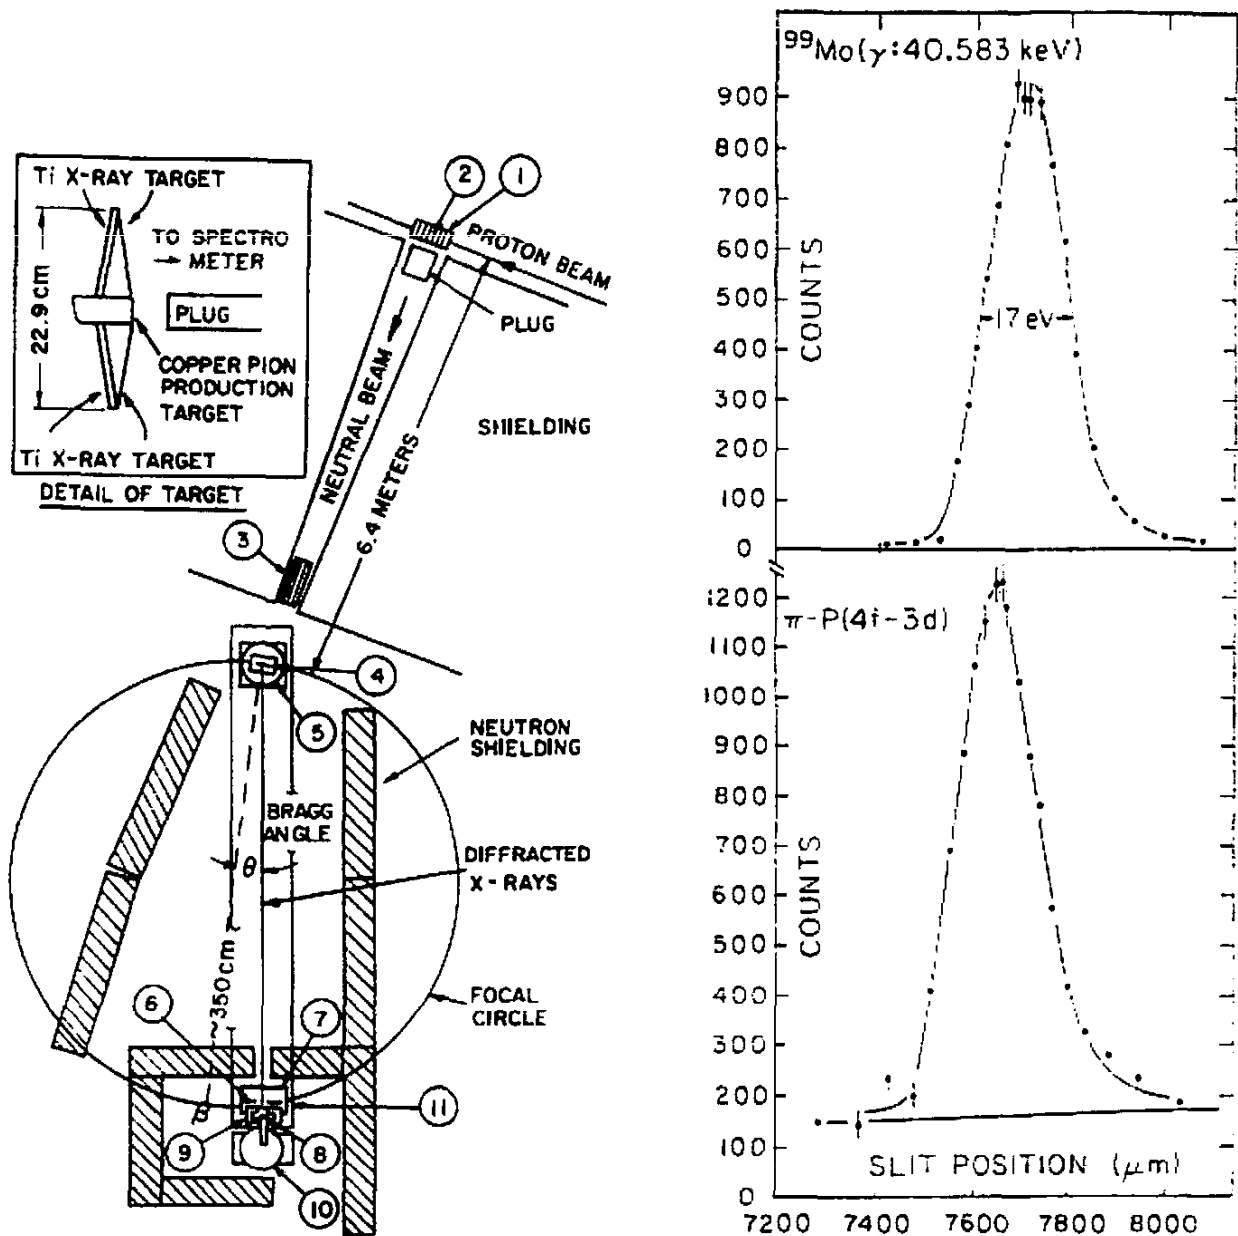 Ti X-RAY TARGET
22.9 cm
TO SPECTRO
METER
PLUG
COPPER PION
PRODUCTION
TARGET
Ti X-RAY TARGET
DETAIL OF TARGET
2
1
PROTON BEAM
PLUG
NEUTRAL BEAM
6.4 METERS
SHIELDING
3
4
5
NEUTRON
SHIELDING
BRAGG
ANGLE
θ
DIFFRACTED
X-RAYS
~350cm
FOCAL
CIRCLE
6
7
11
9
8
10
⁹⁹Mo(γ:40.583 keV)
900
800
700
600
500
400
300
200
100
0
COUNTS
17 eV
π-P(4f-3d)
1200
1100
1000
900
800
700
600
500
400
300
200
100
0
COUNTS
SLIT POSITION (μm)
7200 7400 7600 7800 8000